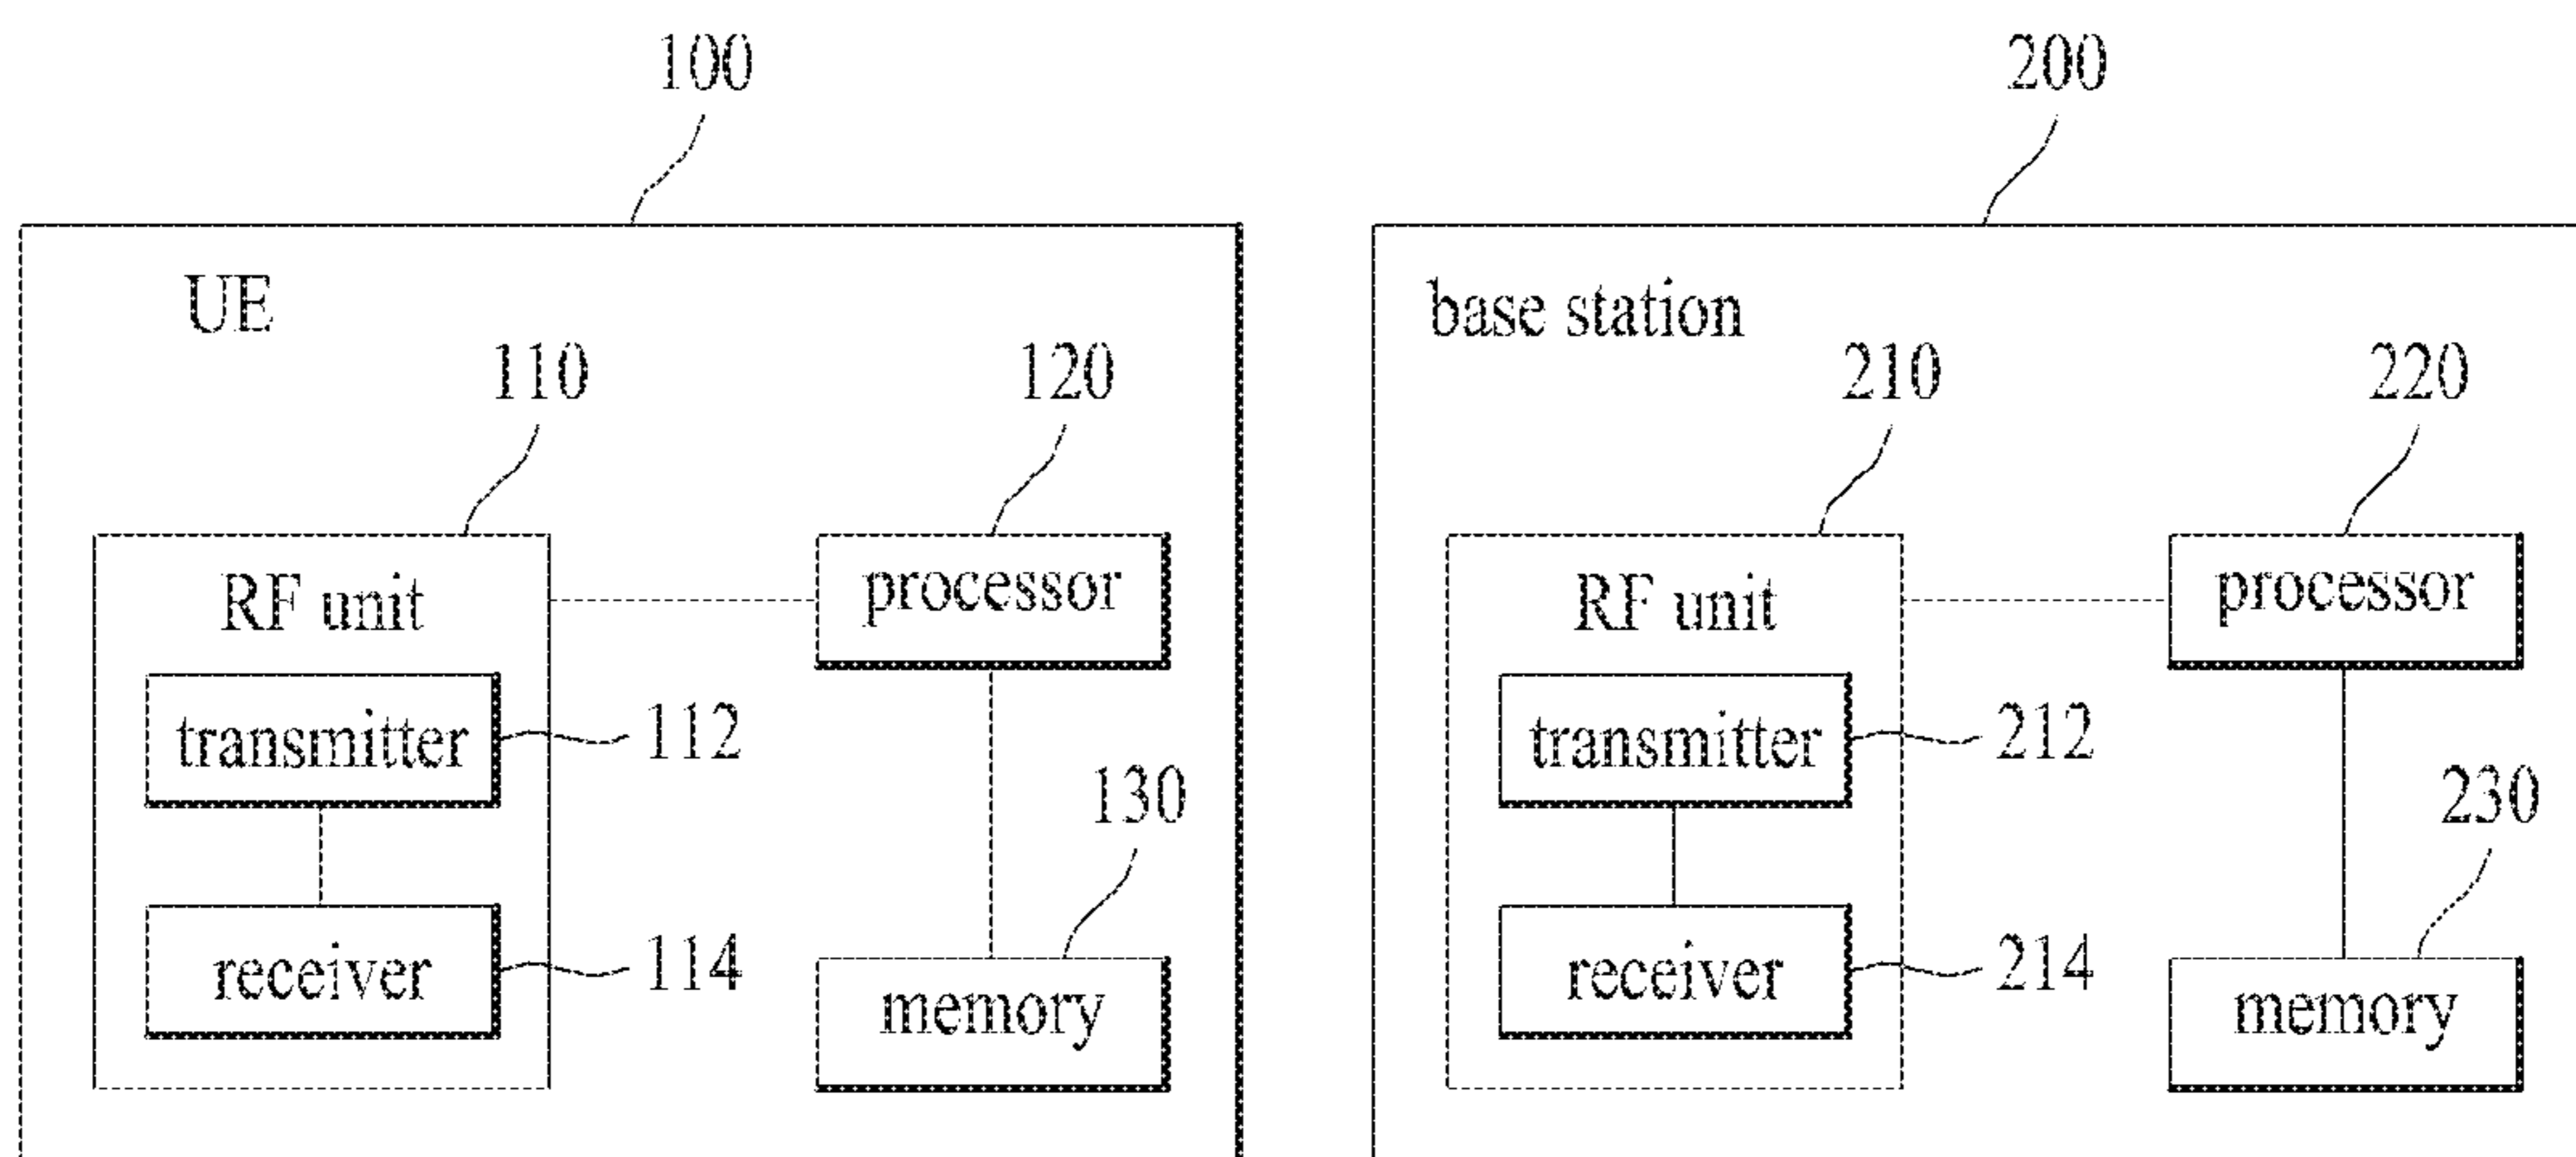 100
200
UE
base station
110
120
210
220
RF unit
processor
RF unit
processor
transmitter
112
transmitter
212
130
230
receiver
114
memory
receiver
214
memory